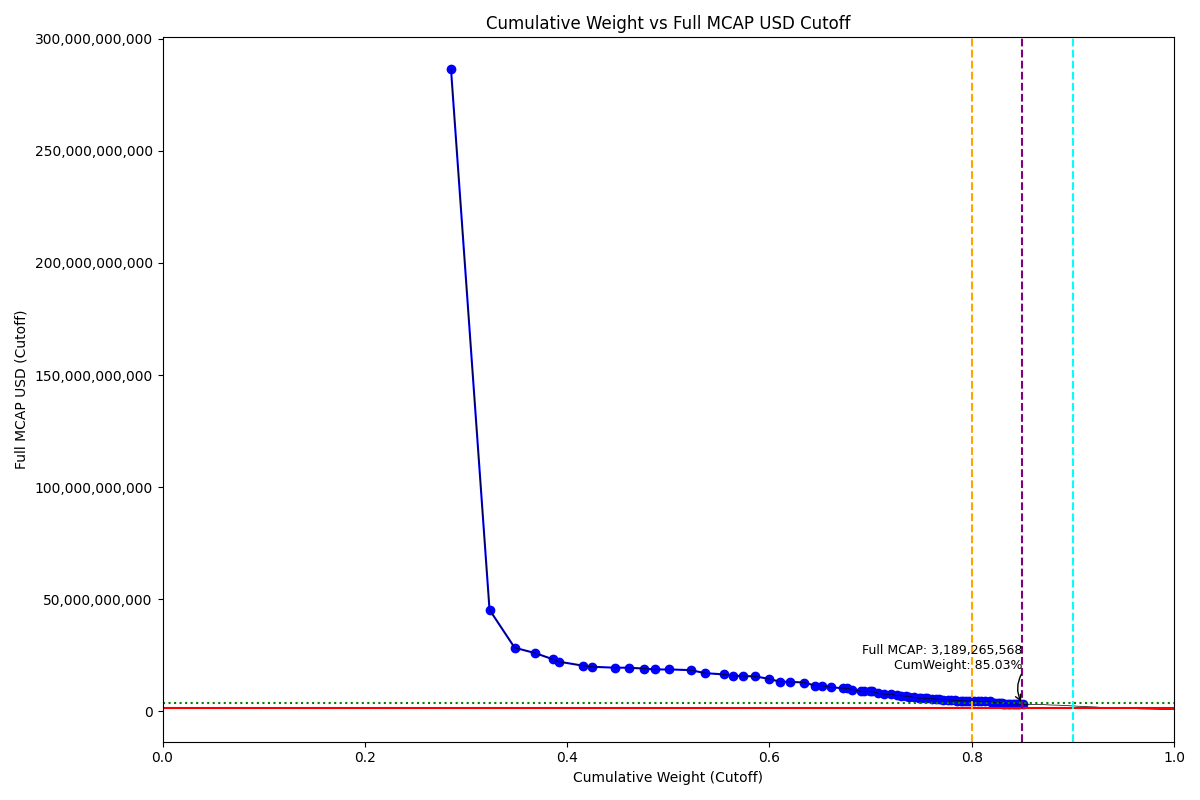 Cumulative Weight vs Full MCAP USD Cutoff
300,000,000,000
250,000,000,000
200,000,000,000
150,000,000,000
100,000,000,000
50,000,000,000
0
Full MCAP USD (Cutoff)
Full MCAP: 3,189,265,568
CumWeight: 85.03%
0.0
0.2
0.4
0.6
0.8
1.0
Cumulative Weight (Cutoff)